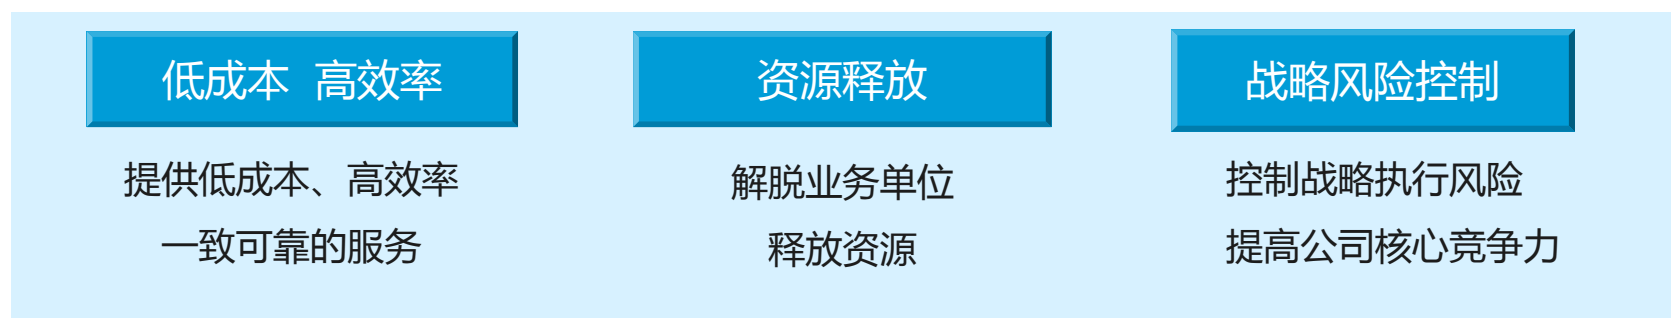 低成本 高效率
提供低成本、高效率
一致可靠的服务
资源释放
解脱业务单位
释放资源
战略风险控制
控制战略执行风险
提高公司核心竞争力